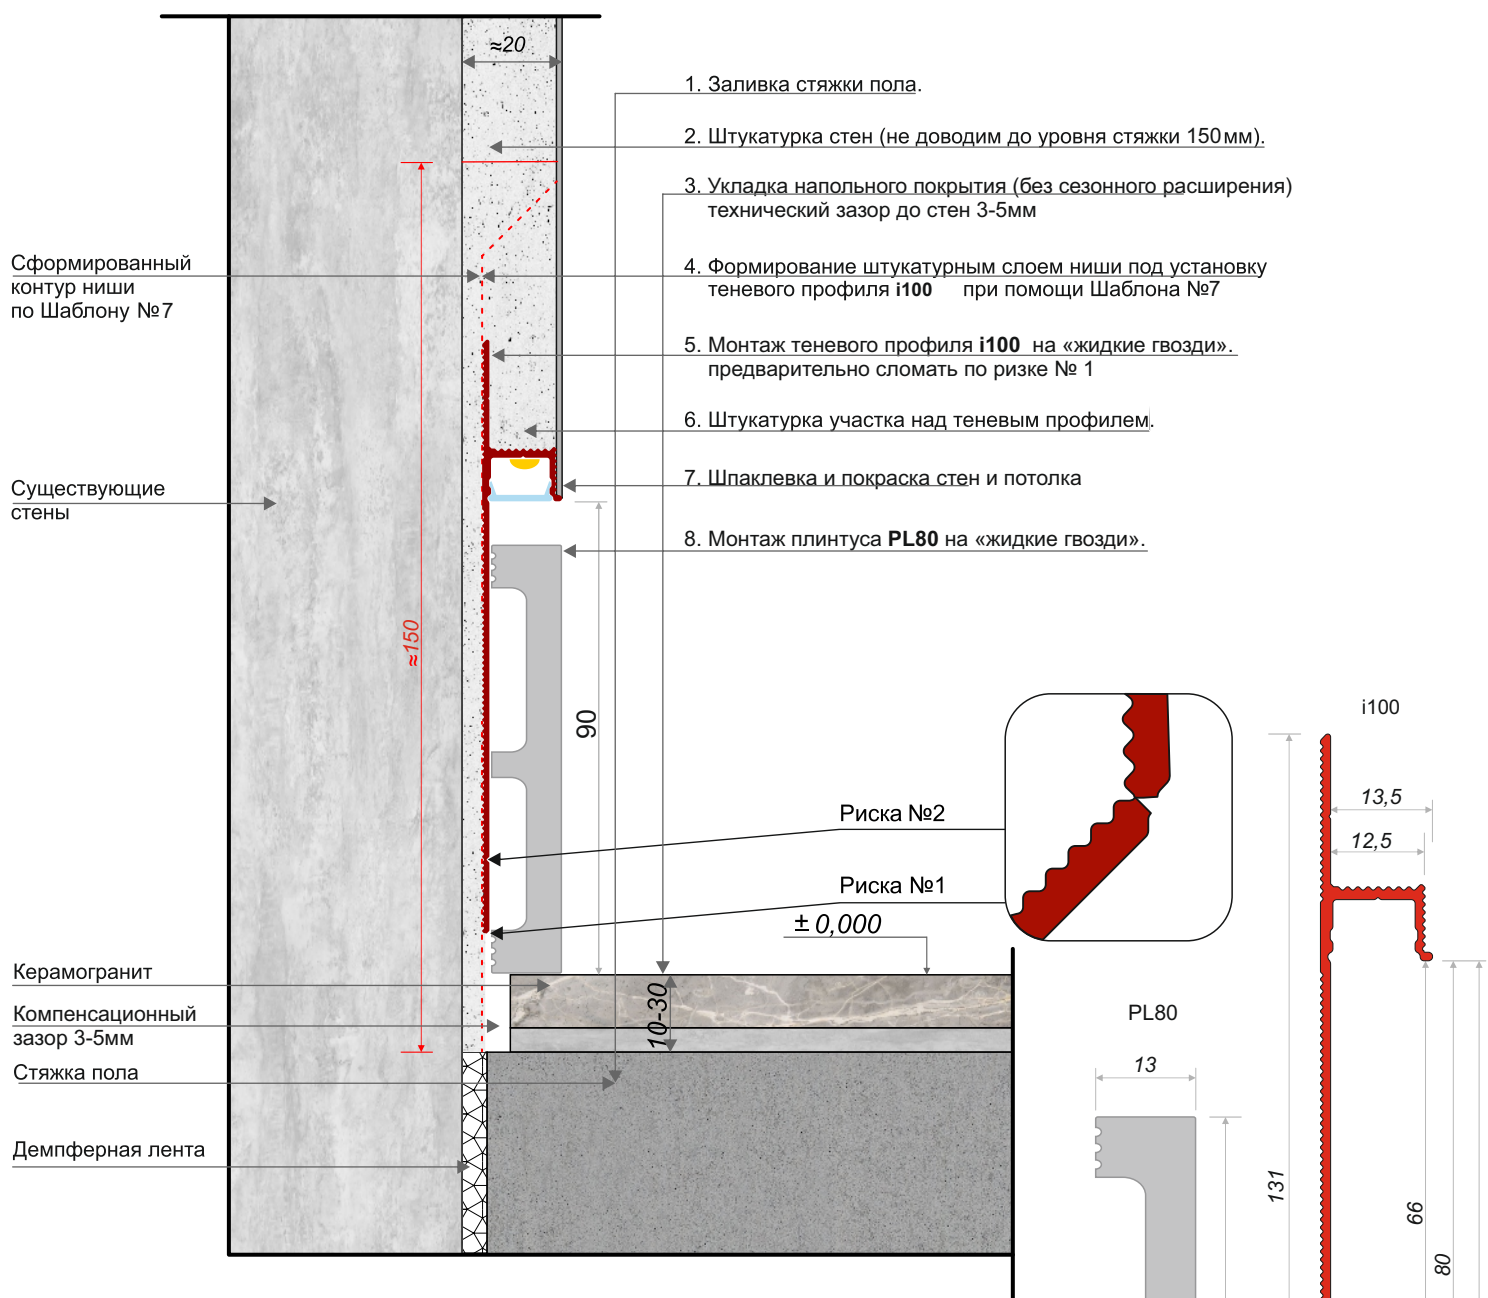 ≈20
1. Заливка стяжки пола.
2. Штукатурка стен (не доводим до уровня стяжки 150мм).
3. Укладка напольного покрытия (без сезонного расширения)
технический зазор до стен 3-5мм
4. Формирование штукатурным слоем ниши под установку
теневого профиля i100 при помощи Шаблона №7
5. Монтаж теневого профиля i100 на «жидкие гвозди».
предварительно сломать по ризке № 1
6. Штукатурка участка над теневым профилем.
7. Шпаклевка и покраска стен и потолка
8. Монтаж плинтуса PL80 на «жидкие гвозди».
Сформированный
контур ниши
по Шаблону №7
Существующие
стены
≈150
90
Риска №2
Риска №1
± 0,000
10-30
Керамогранит
Компенсационный
зазор 3-5мм
Стяжка пола
Демпферная лента
i100
13,5
12,5
131
66
80
PL80
13